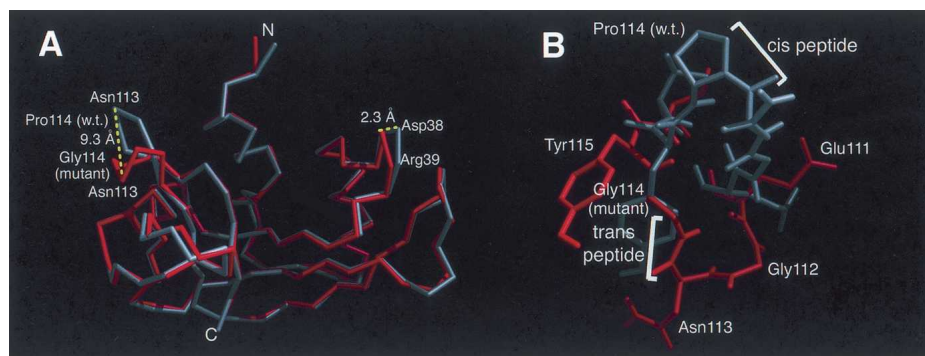 A
N
Asn113
Pro114 (w.t.)
9.3 Å
Gly114
(mutant)
Asn113
2.3 Å
Asp38
Arg39
C
B
Pro114 (w.t.)
cis peptide
Tyr115
Glu111
Gly114
(mutant)
trans
peptide
Gly112
Asn113